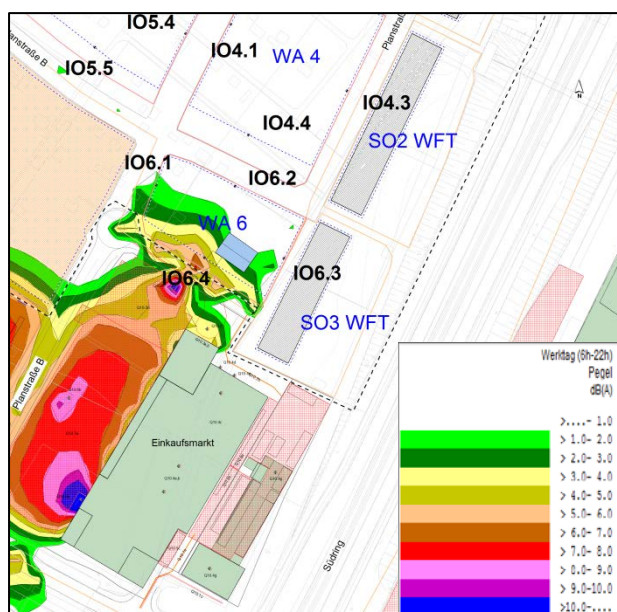 Planstraße B
IO5.4
IO4.1
WA 4
IO5.5
IO4.3
IO4.4
SO2 WFT
IO6.1
IO6.2
WA 6
IO6.4
IO6.3
SO3 WFT
Planstraße B
Einkaufsmarkt
Südring
Werktag (6h-22h)
Pegel
dB(A)
>....- 1.0
> 1.0- 2.0
> 2.0- 3.0
> 3.0- 4.0
> 4.0- 5.0
> 5.0- 6.0
> 6.0- 7.0
> 7.0- 8.0
> 8.0- 9.0
> 9.0-10.0
>10.0-....